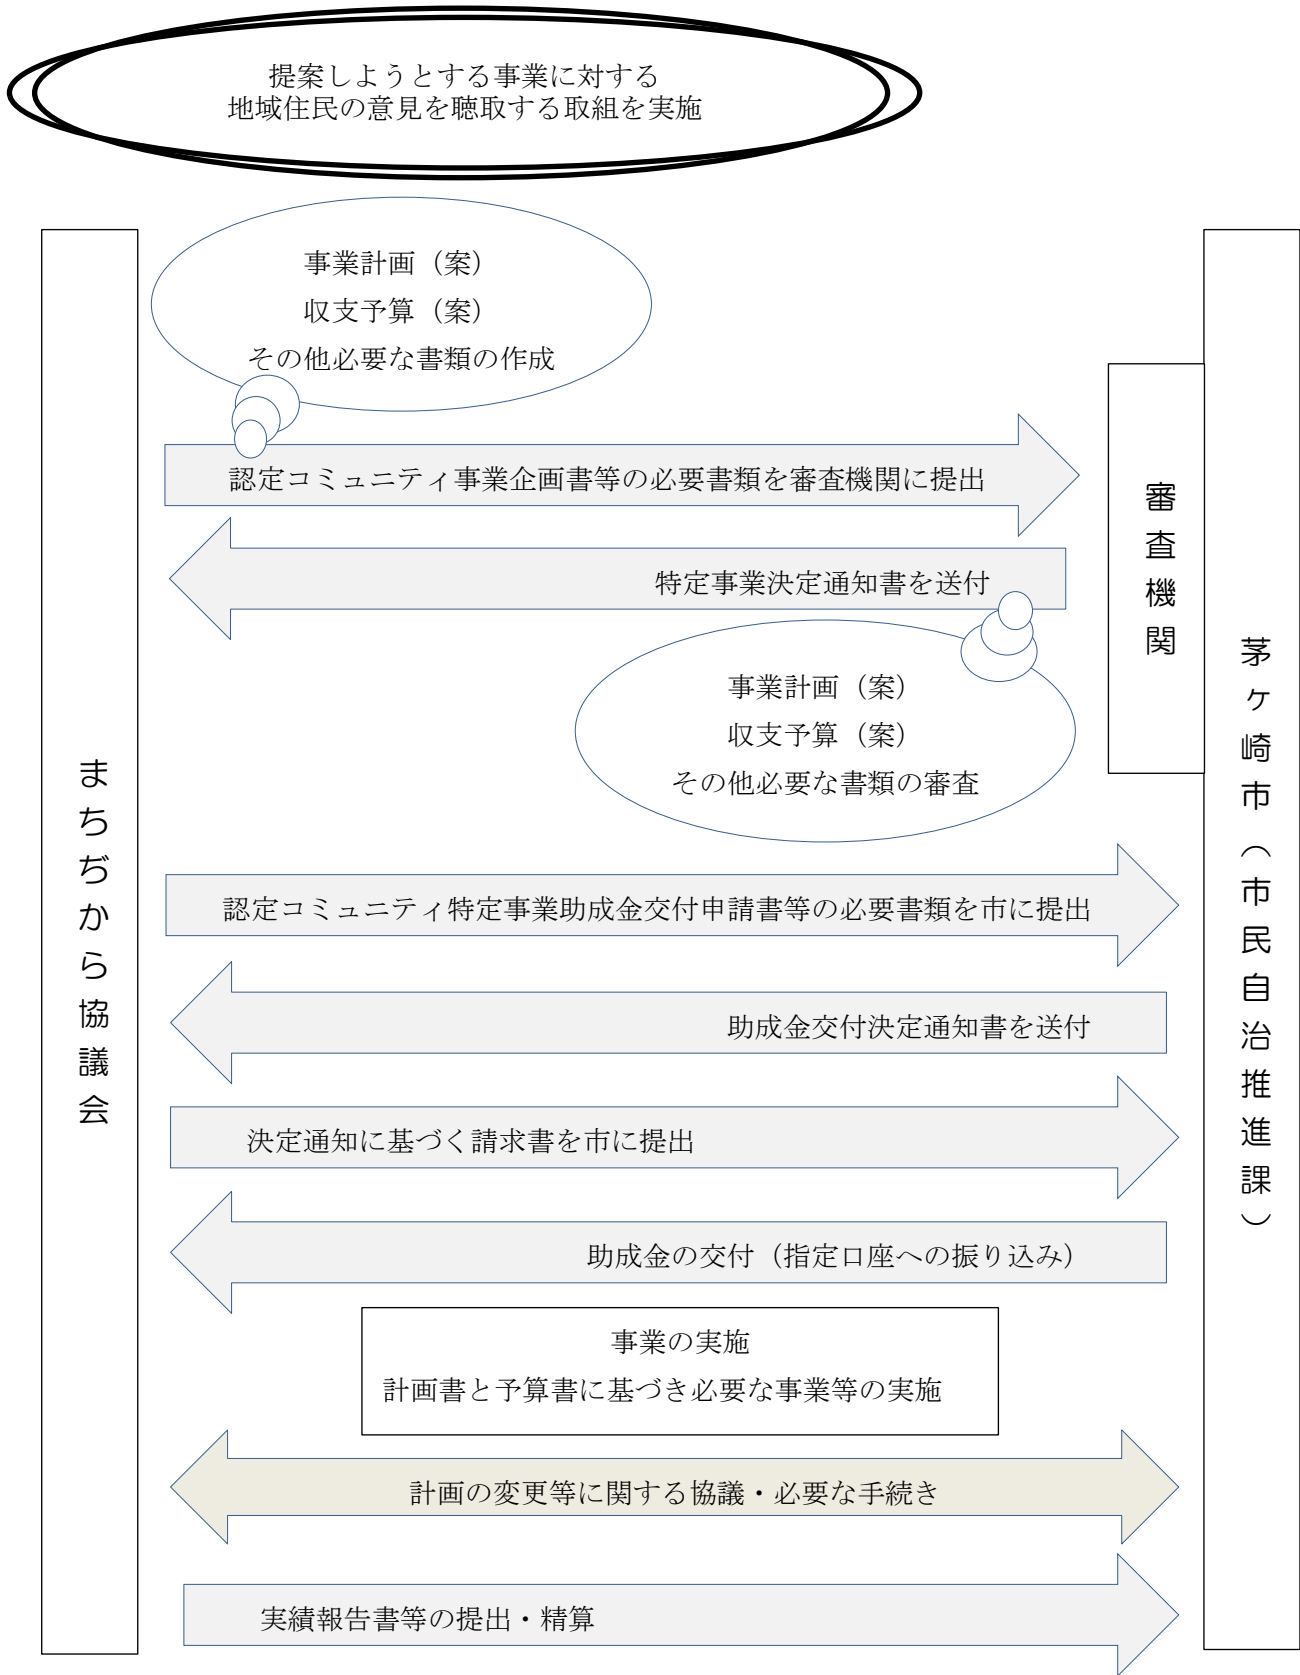 提案しようとする事業に対する
地域住民の意見を聴取する取組を実施
事業計画（案）
収支予算（案）
その他必要な書類の作成
認定コミュニティ事業企画書等の必要書類を審査機関に提出
特定事業決定通知書を送付
審査機関
事業計画（案）
収支予算（案）
その他必要な書類の審査
まちぢから協議会
茅ヶ崎市（市民自治推進課）
認定コミュニティ特定事業助成金交付申請書等の必要書類を市に提出
助成金交付決定通知書を送付
決定通知に基づく請求書を市に提出
助成金の交付（指定口座への振り込み）
事業の実施
計画書と予算書に基づき必要な事業等の実施
計画の変更等に関する協議・必要な手続き
実績報告書等の提出・精算